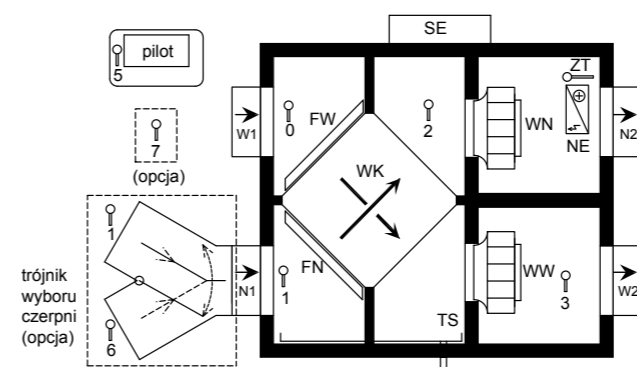 SE
pilot
5
ZT
W1
0
FW
2
WN
NE
N2
7
(opcja)
WK
1
trójnik
wyboru
czerpni
(opcja)
6
N1
1
FN
WW
3
W2
TS